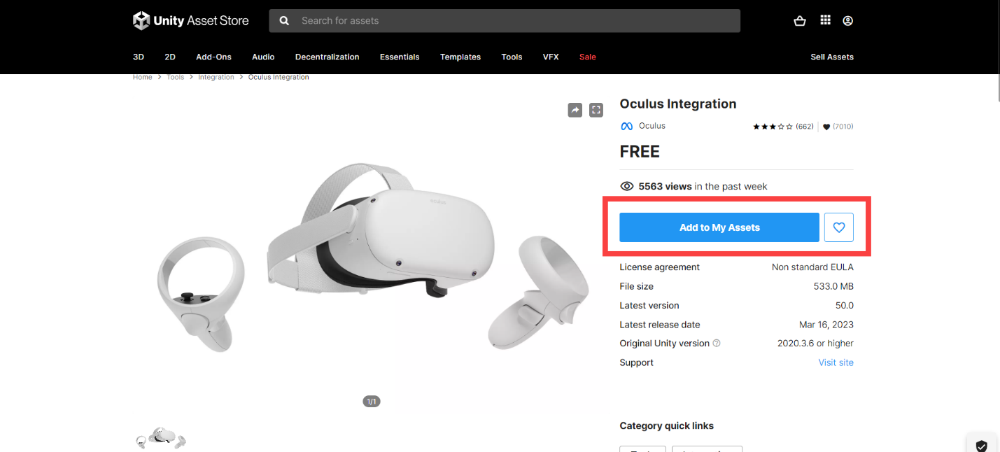 Unity Asset Store
Search for assets
3D 2D Add-Ons Audio Decentralization Essentials Templates Tools VFX Sale Sell Assets
Home > Tools > Integration > Oculus Integration
Oculus Integration
Oculus ★★★☆☆ (662) (7010)
FREE
5563 views in the past week
Add to My Assets
License agreement Non standard EULA
File size 533.0 MB
Latest version 50.0
Latest release date Mar 16, 2023
Original Unity version 2020.3.6 or higher
Support Visit site
1/1
Category quick links